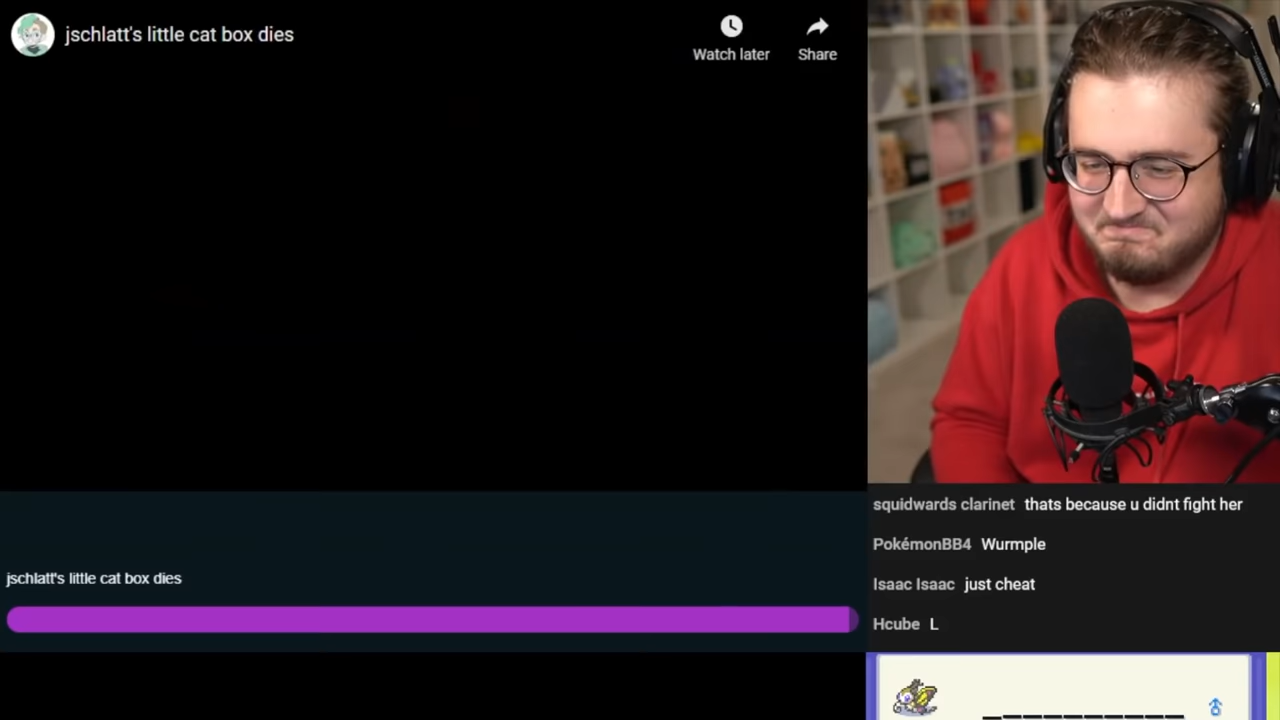 jschlatt's little cat box dies
Watch later
Share
jschlatt's little cat box dies
squidwards clarinet thats because u didnt fight her
PokémonBB4 Wurmple
Isaac Isaac just cheat
Hcube L